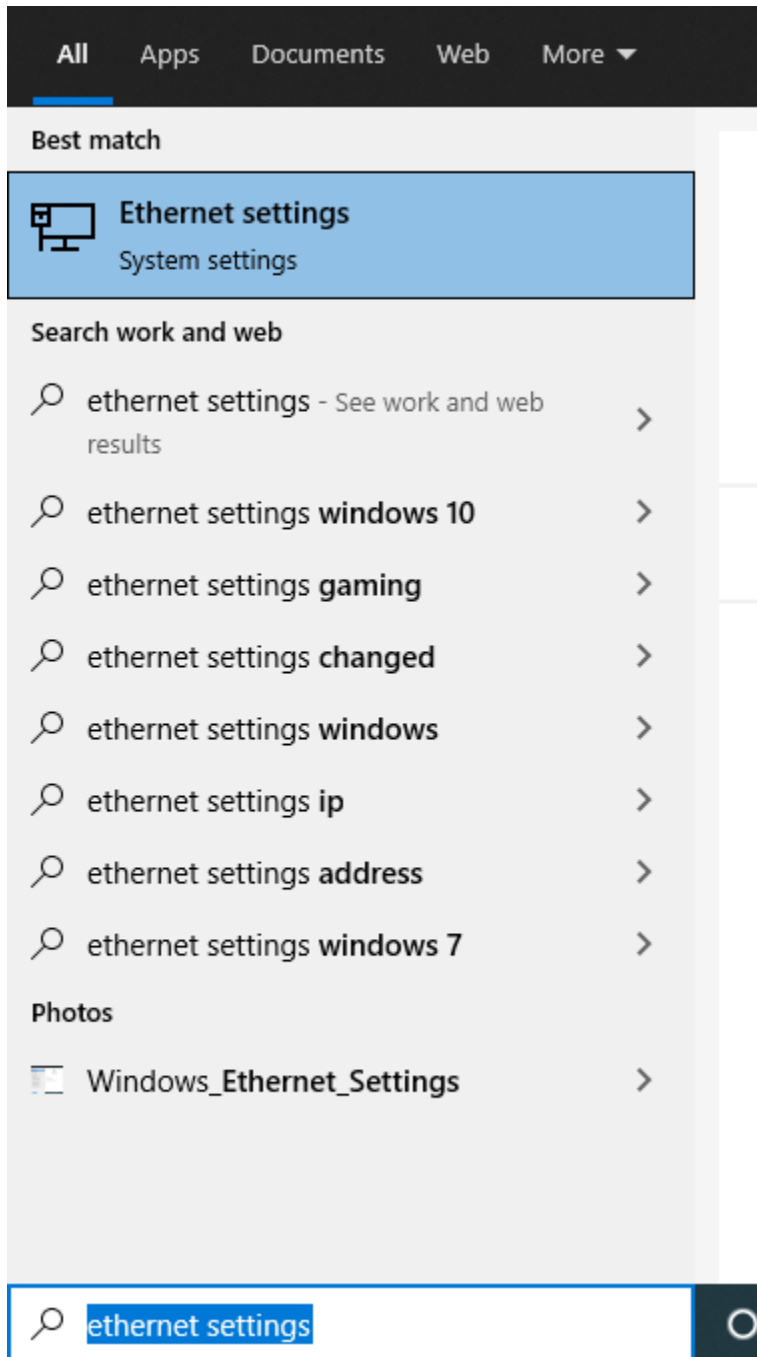 All Apps Documents Web More
Best match
Ethernet settings
System settings
Search work and web
ethernet settings - See work and web
results
ethernet settings windows 10
ethernet settings gaming
ethernet settings changed
ethernet settings windows
ethernet settings ip
ethernet settings address
ethernet settings windows 7
Photos
Windows_Ethernet_Settings
ethernet settings